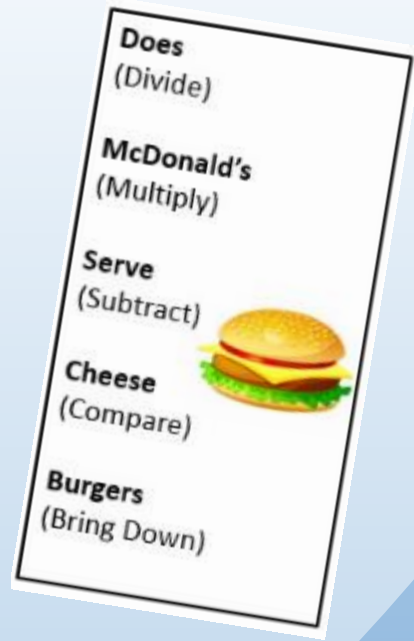 Does
(Divide)
McDonald's
(Multiply)
Serve
(Subtract)
Cheese
(Compare)
Burgers
(Bring Down)